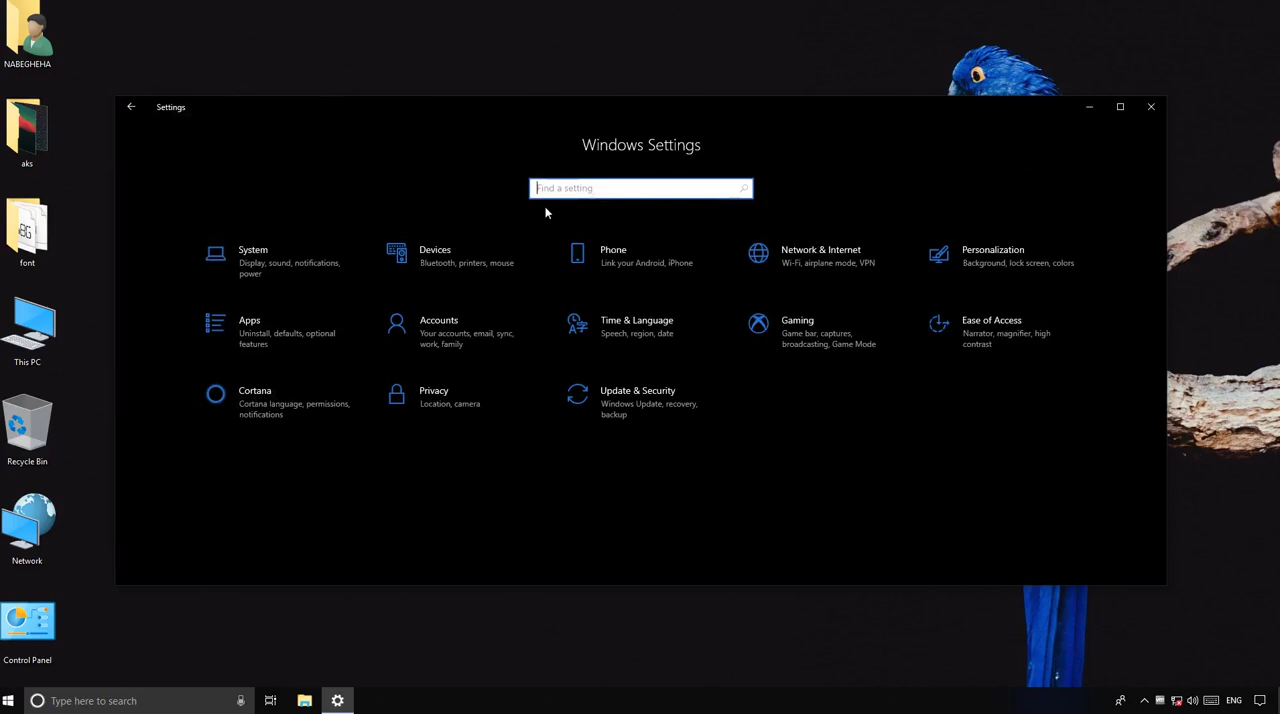 NABEGHEHA
aks
font
This PC
Recycle Bin
Network
Control Panel
Settings
Windows Settings
Find a setting
System
Display, sound, notifications,
power
Devices
Bluetooth, printers, mouse
Phone
Link your Android, iPhone
Network & Internet
Wi-Fi, airplane mode, VPN
Personalization
Background, lock screen, colors
Apps
Uninstall, defaults, optional
features
Accounts
Your accounts, email, sync,
work, family
Time & Language
Speech, region, date
Gaming
Game bar, captures,
broadcasting, Game Mode
Ease of Access
Narrator, magnifier, high
contrast
Cortana
Cortana language, permissions,
notifications
Privacy
Location, camera
Update & Security
Windows Update, recovery,
backup
Type here to search
ENG